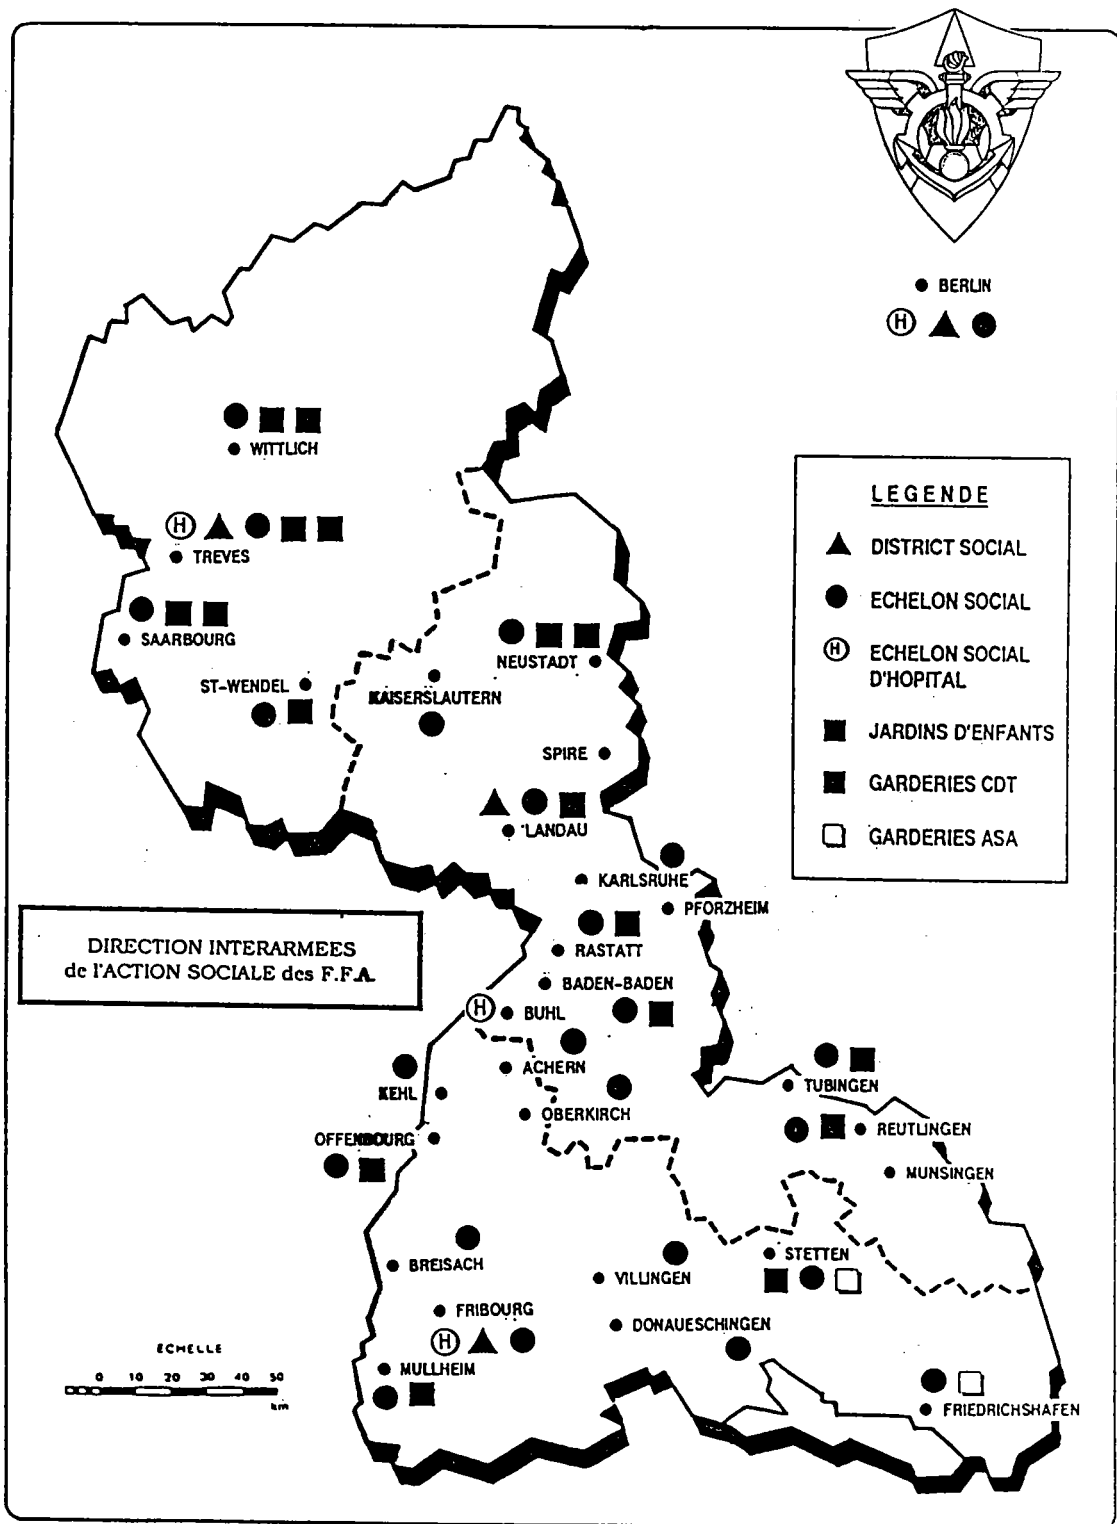 BERLIN
H
WITTLICH
H
TREVES
SAARBOURG
ST-WENDEL
NEUSTADT
KAISERSLAUTERN
SPIRE
LANDAU
KARLSRUHE
PFORZHEIM
RASTATT
BADEN-BADEN
H
BUHL
ACHERN
KEHL
OBERKIRCH
OFFENBOURG
TUBINGEN
REUTLINGEN
MUNSINGEN
BREISACH
VILLINGEN
STETTEN
FRIBOURG
H
DONAUESCHINGEN
MULLHEIM
FRIEDRICHSHAFEN
LEGENDE
DISTRICT SOCIAL
ECHELON SOCIAL
H
ECHELON SOCIAL
D'HOPITAL
JARDINS D'ENFANTS
GARDERIES CDT
GARDERIES ASA
DIRECTION INTERARMEES
de l'ACTION SOCIALE des F.F.A.
ECHELLE
0 10 20 30 40 50
km